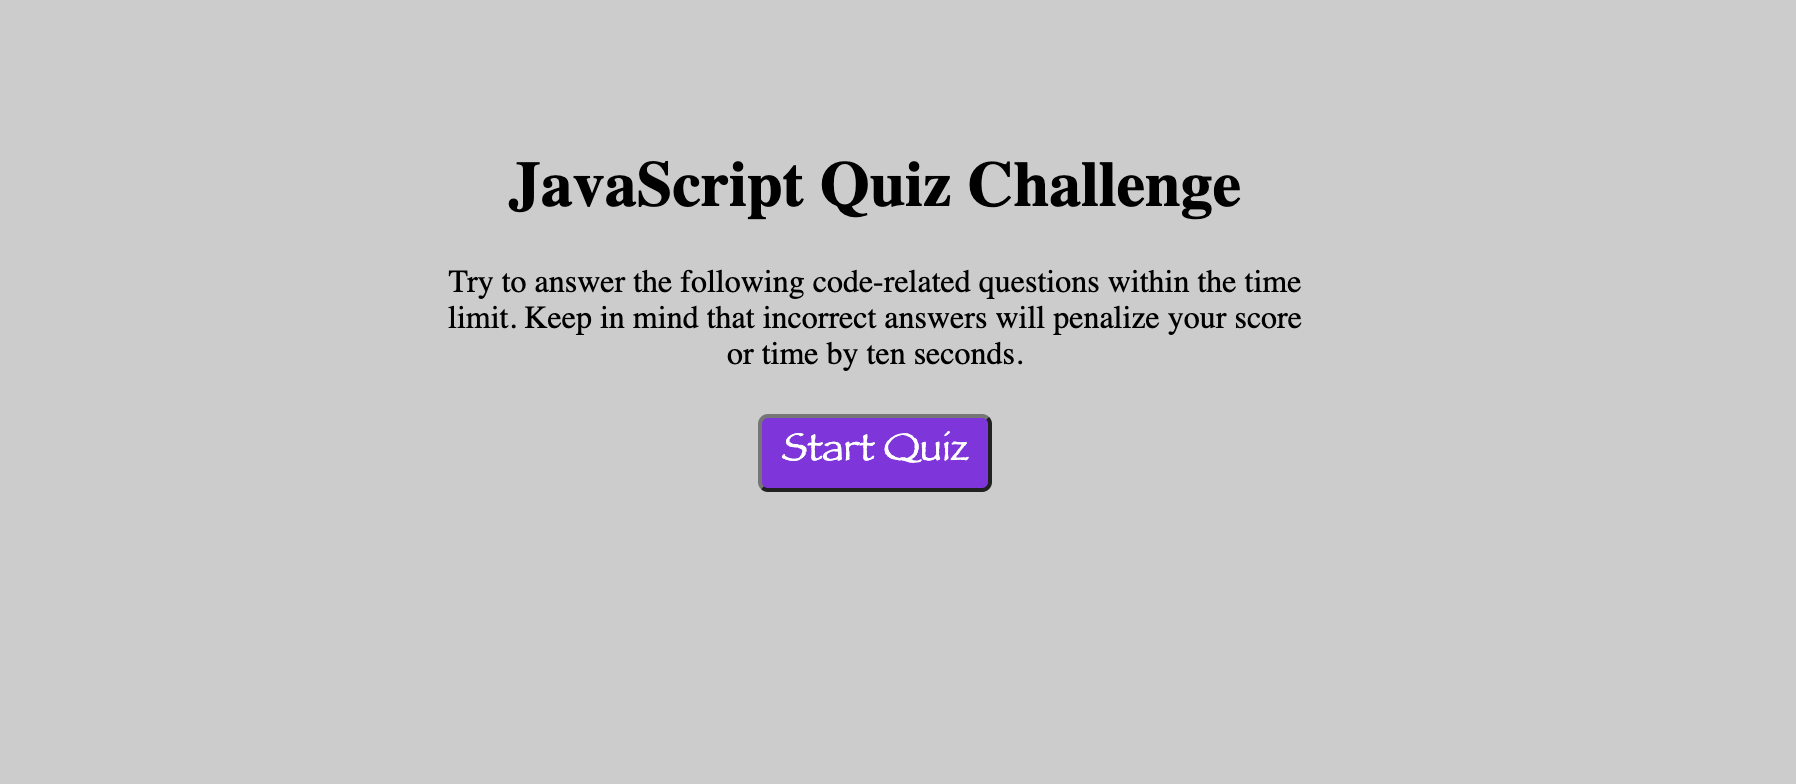 JavaScript Quiz Challenge
Try to answer the following code-related questions within the time
limit. Keep in mind that incorrect answers will penalize your score
or time by ten seconds.
Start Quiz